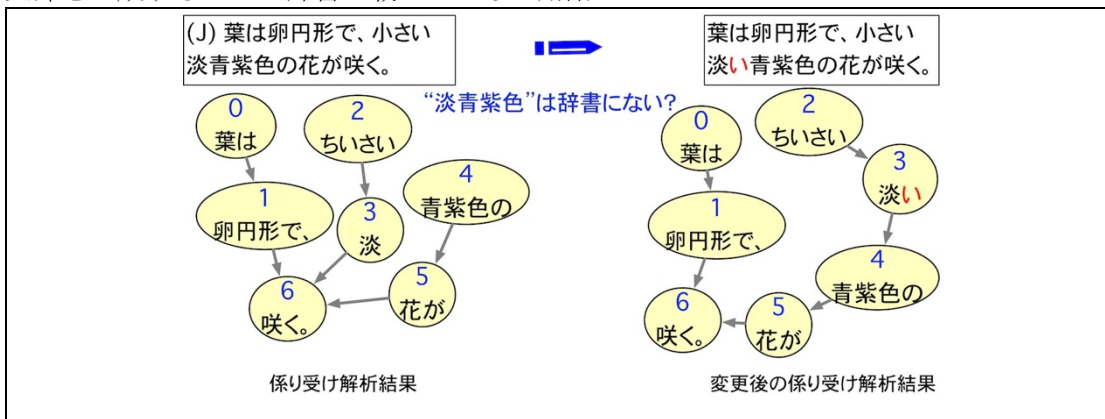 (J) 葉は卵円形で、小さい
淡青紫色の花が咲く。
葉は卵円形で、小さい
淡い青紫色の花が咲く。
“淡青紫色”は辞書にない?
0
葉は
2
ちいさい
4
青紫色の
1
卵円形で、
3
淡
6
咲く。
5
花が
係り受け解析結果
0
葉は
2
ちいさい
3
淡い
1
卵円形で、
4
青紫色の
6
咲く。
5
花が
変更後の係り受け解析結果